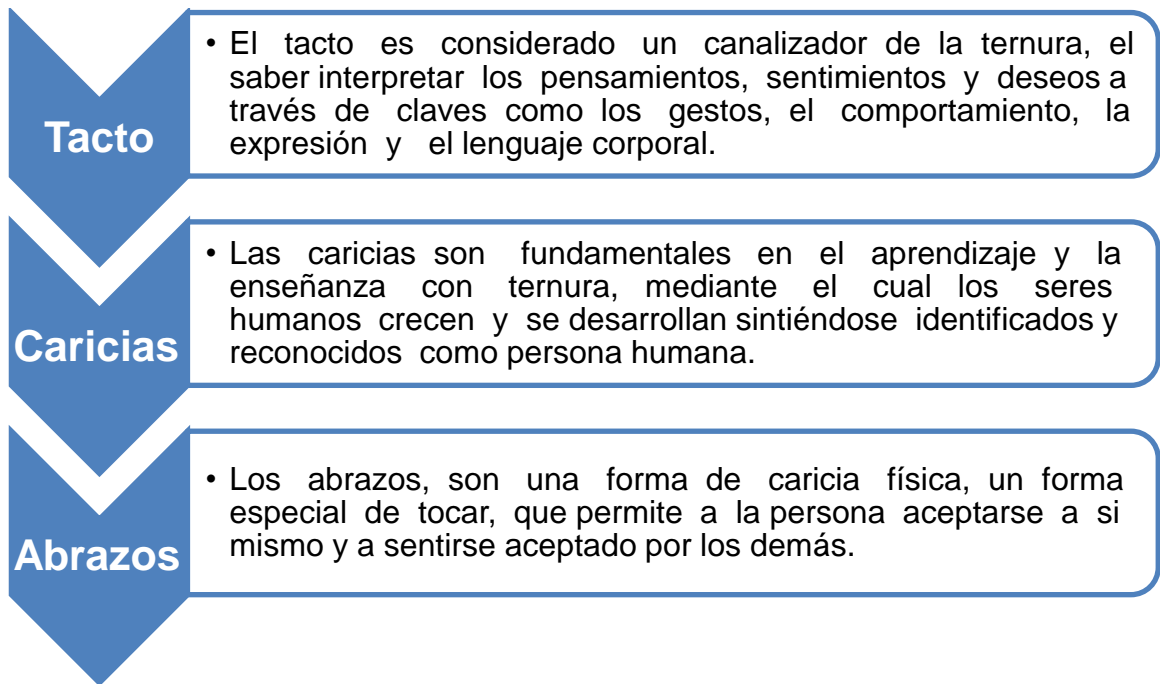 Tacto
• El tacto es considerado un canalizador de la ternura, el
saber interpretar los pensamientos, sentimientos y deseos a
través de claves como los gestos, el comportamiento, la
expresión y el lenguaje corporal.
Caricias
• Las caricias son fundamentales en el aprendizaje y la
enseñanza con ternura, mediante el cual los seres
humanos crecen y se desarrollan sintiéndose identificados y
reconocidos como persona humana.
Abrazos
• Los abrazos, son una forma de caricia física, un forma
especial de tocar, que permite a la persona aceptarse a si
mismo y a sentirse aceptado por los demás.